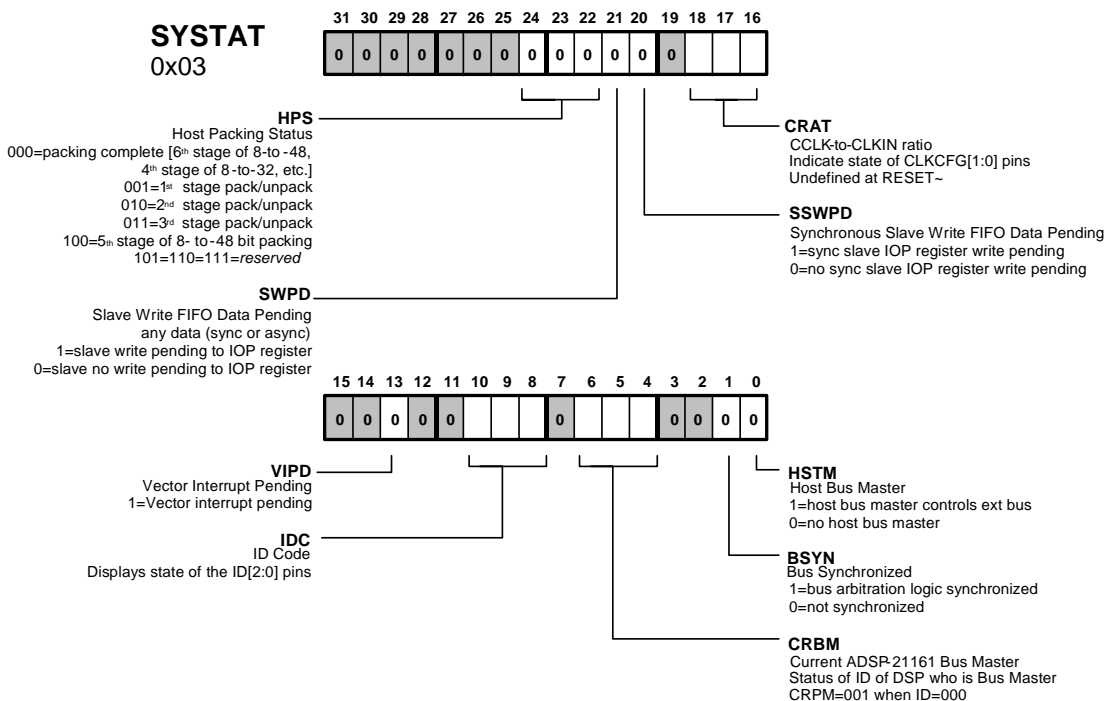 SYSTAT
0x03
31 30 29 28 27 26 25 24 23 22 21 20 19 18 17 16
0 0 0 0 0 0 0 0 0 0 0 0 0
HPS
Host Packing Status
000=packing complete [6th stage of 8-to-48,
4th stage of 8-to-32, etc.]
001=1st stage pack/unpack
010=2nd stage pack/unpack
011=3rd stage pack/unpack
100=5th stage of 8- to-48 bit packing
101=110=111=reserved
SWPD
Slave Write FIFO Data Pending
any data (sync or async)
1=slave write pending to IOP register
0=slave no write pending to IOP register
CRAT
CCLK-to-CLKIN ratio
Indicate state of CLKCFG[1:0] pins
Undefined at RESET~
SSWPD
Synchronous Slave Write FIFO Data Pending
1=sync slave IOP register write pending
0=no sync slave IOP register write pending
15 14 13 12 11 10 9 8 7 6 5 4 3 2 1 0
0 0 0 0 0 0 0 0 0 0
VIPD
Vector Interrupt Pending
1=Vector interrupt pending
IDC
ID Code
Displays state of the ID[2:0] pins
HSTM
Host Bus Master
1=host bus master controls ext bus
0=no host bus master
BSYN
Bus Synchronized
1=bus arbitration logic synchronized
0=not synchronized
CRBM
Current ADSP-21161 Bus Master
Status of ID of DSP who is Bus Master
CRPM=001 when ID=000